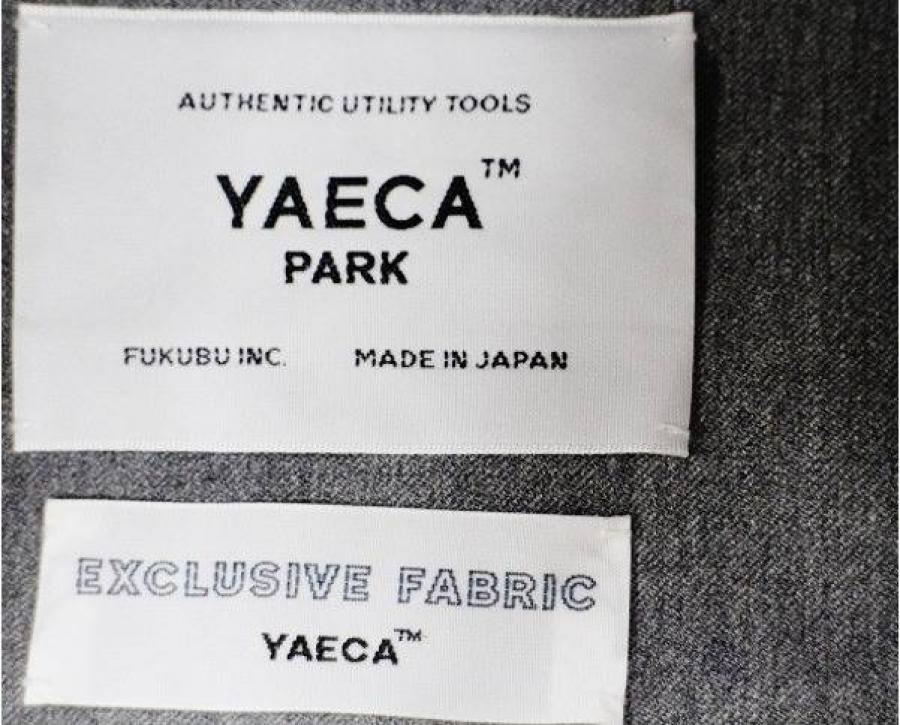 AUTHENTIC UTILITY TOOLS
YAECA™
PARK
FUKUBU INC. MADE IN JAPAN
EXCLUSIVE FABRIC
YAECA™